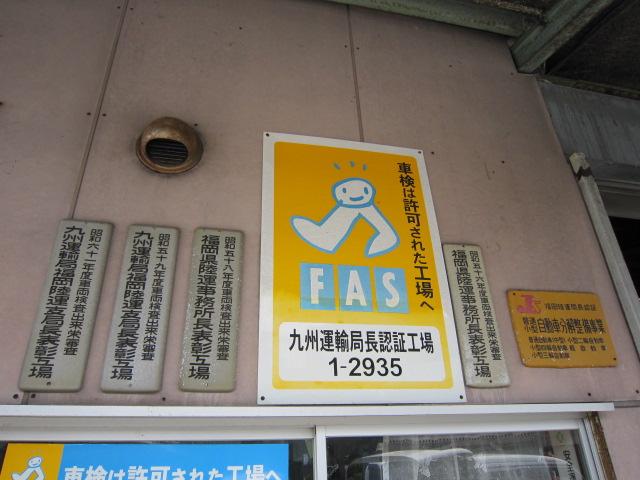 昭和六十一年度車両検査出来栄審査
九州運輸局福岡陸運支局長表彰工場
昭和五十九年度車両検査出来栄審査
九州運輸局福岡陸運支局長表彰工場
昭和五十八年度車両検査出来栄審査
福岡県陸運事務所長表彰工場
車検は許可された工場へ
FAS
九州運輸局長認証工場
1-2935
昭和五十六年度車両検査出来栄審査
福岡県陸運事務所長表彰工場
福岡陸運局長認証
普通自動車分解整備事業
車検は許可された工場へ
安全